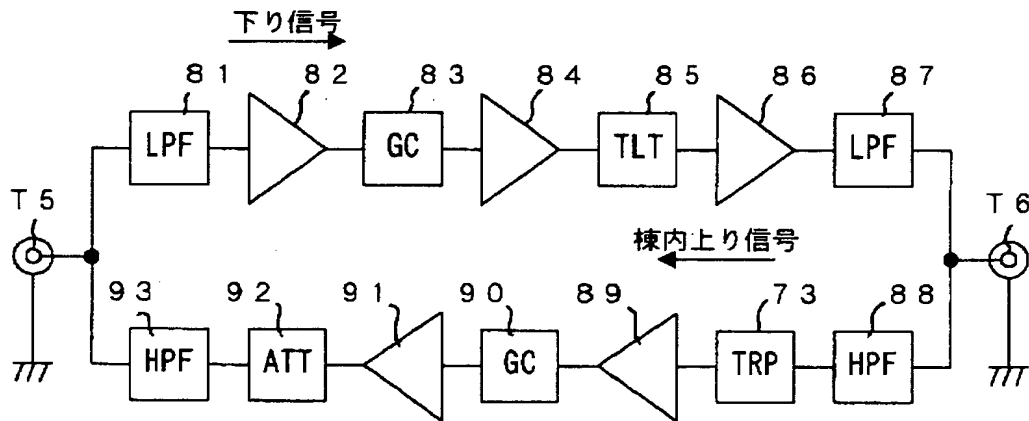 下り信号
81 82 83 84 85 86 87
LPF GC TLT LPF
T5 T6
棟内上り信号
93 92 91 90 89 73 88
HPF ATT GC TRP HPF